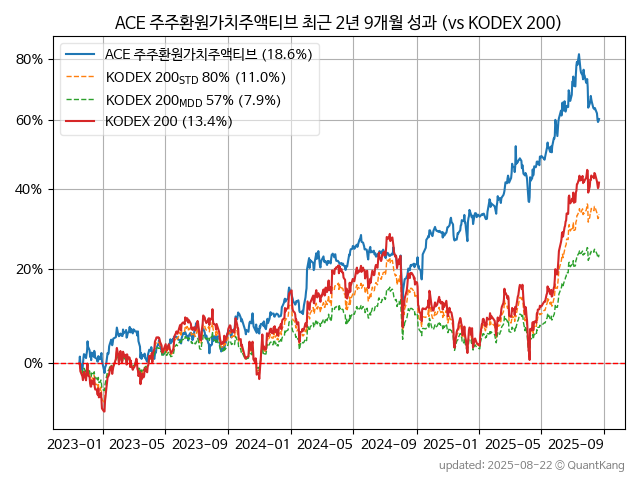 ACE 주주환원가치주액티브 최근 2년 9개월 성과 (vs KODEX 200)
ACE 주주환원가치주액티브 (18.6%)
KODEX 200STD 80% (11.0%)
KODEX 200MDD 57% (7.9%)
KODEX 200 (13.4%)
80%
60%
40%
20%
0%
2023-01 2023-05 2023-09 2024-01 2024-05 2024-09 2025-01 2025-05 2025-09
updated: 2025-08-22 © QuantKang